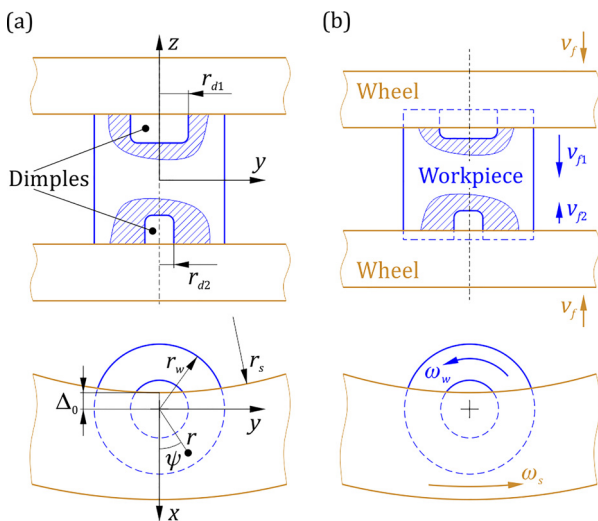 (a)
z
r_d1
y
Dimples
r_d2
r_w
r_s
Δ_0
y
r
ψ
x
(b)
v_f
Wheel
v_f1
Workpiece
v_f2
Wheel
v_f
ω_w
ω_s